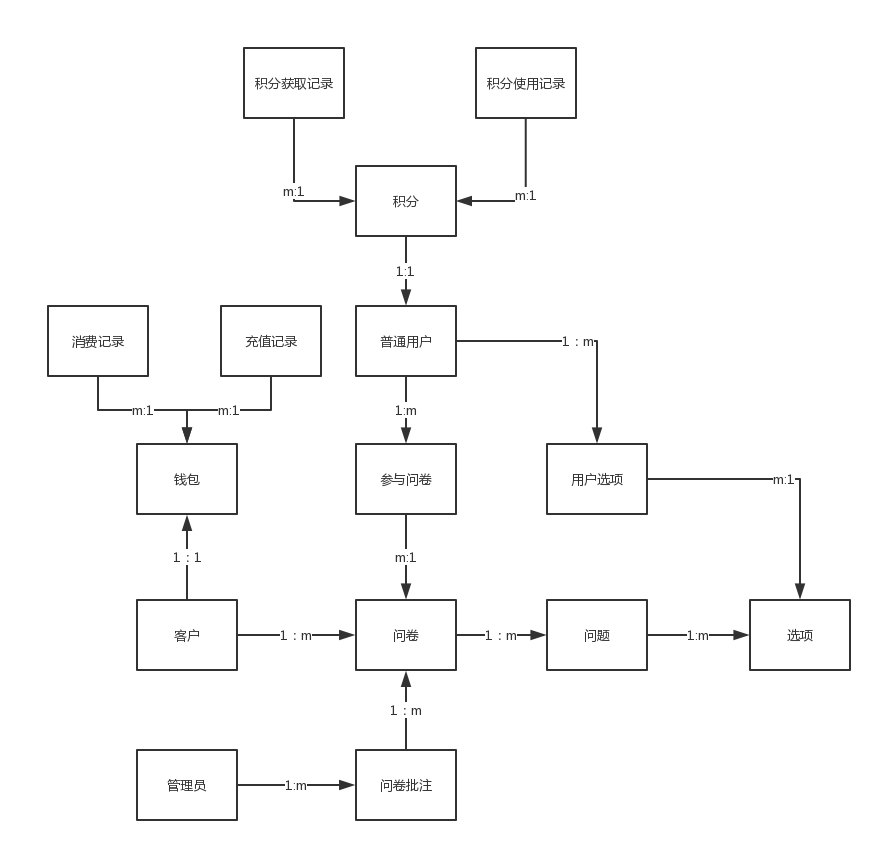 积分获取记录
积分使用记录
m:1
m:1
积分
1:1
消费记录
充值记录
普通用户
1：m
m:1
m:1
1:m
钱包
参与问卷
用户选项
m:1
1：1
m:1
客户
1：m
问卷
1：m
问题
1:m
选项
1：m
管理员
1:m
问卷批注